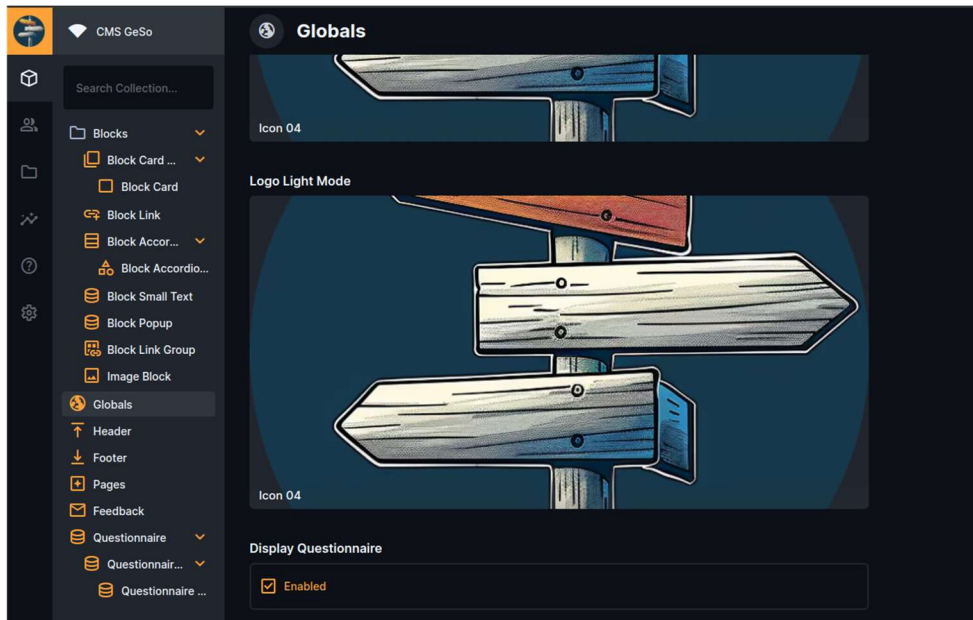 CMS GeSo
Globals
Search Collection...
Blocks
Block Card ...
Block Card
Block Link
Block Accor...
Block Accordio...
Block Small Text
Block Popup
Block Link Group
Image Block
Globals
Header
Footer
Pages
Feedback
Questionnaire
Questionnair...
Questionnaire ...
Icon 04
Logo Light Mode
Icon 04
Display Questionnaire
Enabled